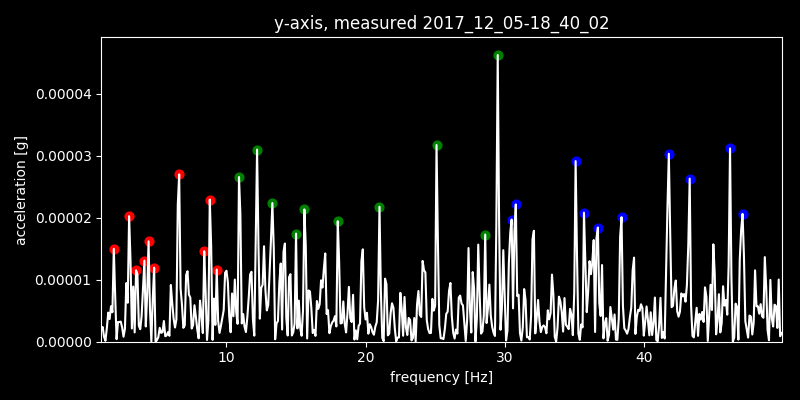 y-axis, measured 2017_12_05-18_40_02
acceleration [g]
0.00004
0.00003
0.00002
0.00001
0.00000
10 20 30 40
frequency [Hz]